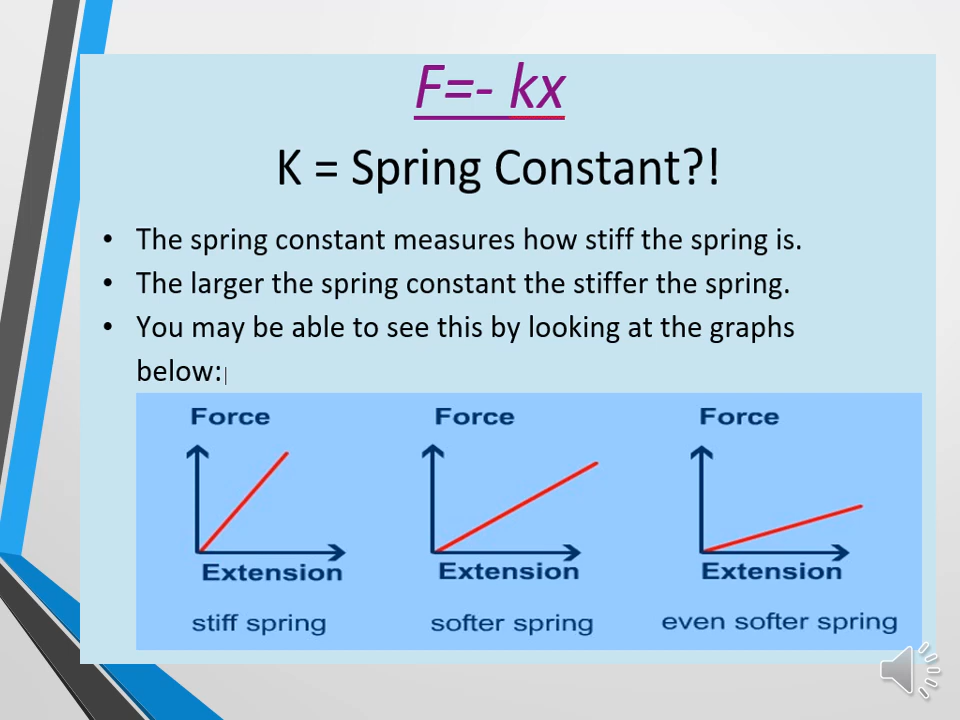 F=- kx
K = Spring Constant?!
• The spring constant measures how stiff the spring is.
• The larger the spring constant the stiffer the spring.
• You may be able to see this by looking at the graphs
below:
Force Force Force
Extension Extension Extension
stiff spring softer spring even softer spring